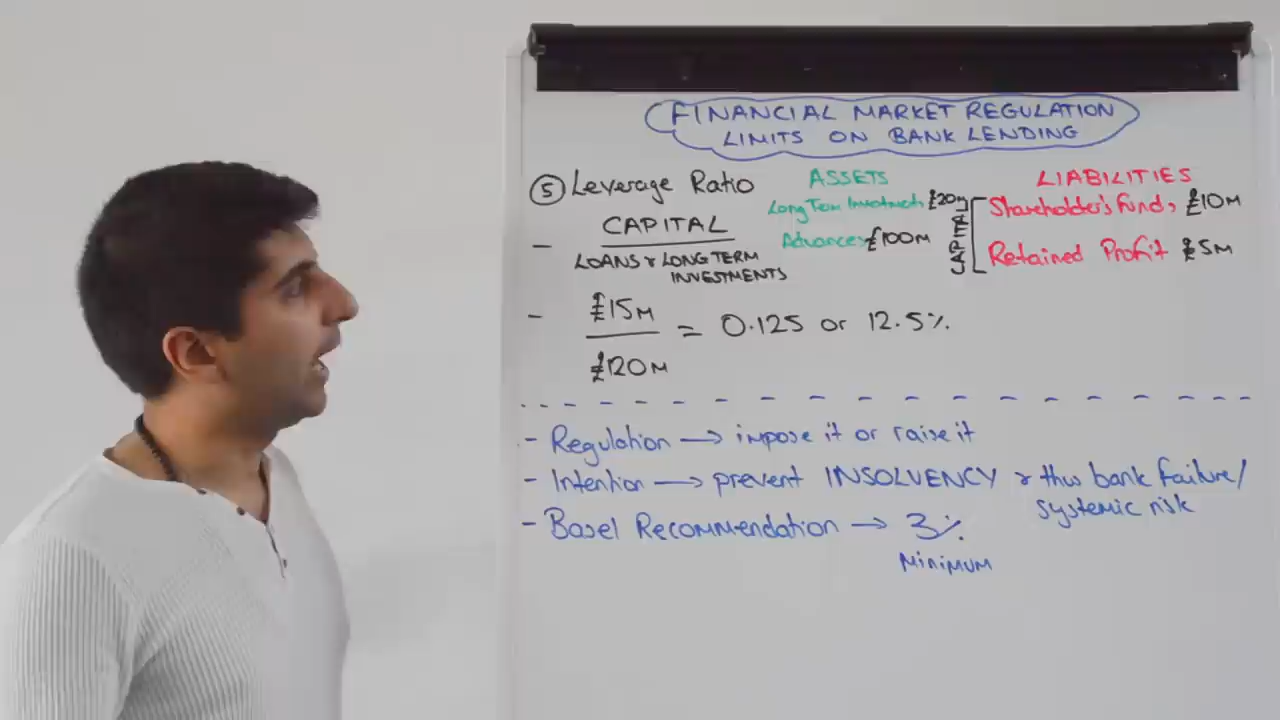 FINANCIAL MARKET REGULATION
LIMITS ON BANK LENDING
⑤ Leverage Ratio
ASSETS
LIABILITIES
Long Term Investments £20M
CAPITAL
Shareholder's Funds £10M
- CAPITAL
LOANS & LONG TERM
INVESTMENTS
Advances £100M
Retained Profit £5M
- £15M
£120M
= 0.125 or 12.5%
- Regulation → impose it or raise it
- Intention → prevent INSOLVENCY & thus bank failure/
systemic risk
- Basel Recommendation → 3%
Minimum